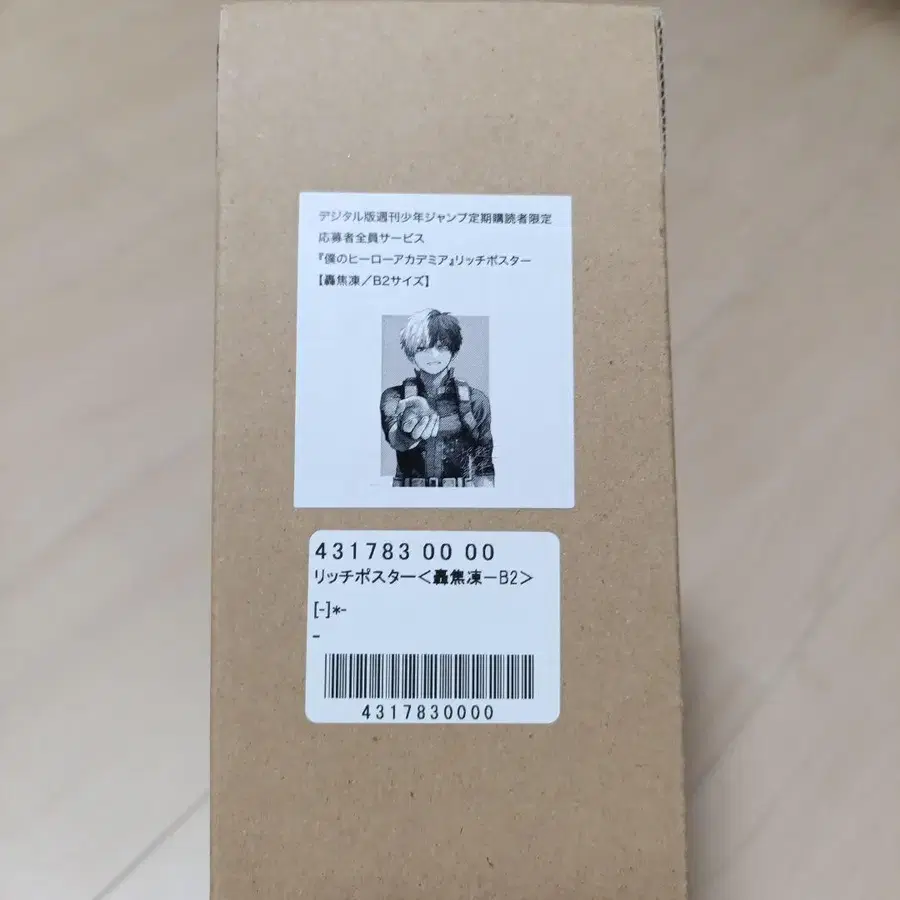 デジタル版週刊少年ジャンプ定期購読者限定
応募者全員サービス
『僕のヒーローアカデミア』リッチポスター
【轟焦凍／B2サイズ】
431783 00 00
リッチポスター＜轟焦凍－B2＞
[-]*-
-
4317830000